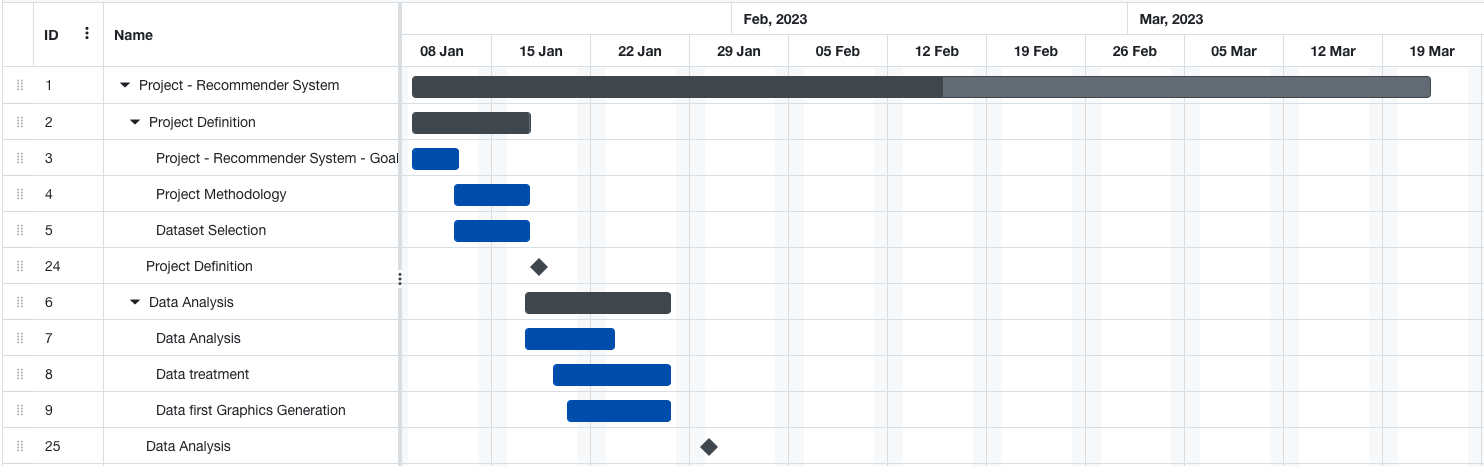 Feb, 2023 Mar, 2023
ID Name
08 Jan 15 Jan 22 Jan 29 Jan 05 Feb 12 Feb 19 Feb 26 Feb 05 Mar 12 Mar 19 Mar
1 Project - Recommender System
2 Project Definition
3 Project - Recommender System - Goal
4 Project Methodology
5 Dataset Selection
24 Project Definition
6 Data Analysis
7 Data Analysis
8 Data treatment
9 Data first Graphics Generation
25 Data Analysis